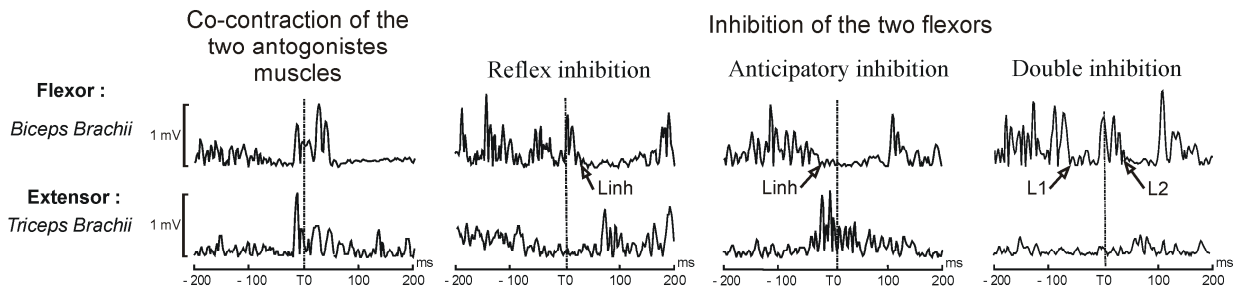 Co-contraction of the
two antogonistes
muscles
Inhibition of the two flexors
Reflex inhibition
Anticipatory inhibition
Double inhibition
Flexor :
Biceps Brachii
1 mV
Linh
Linh
L1
L2
Extensor :
Triceps Brachii
1 mV
ms
ms
ms
ms
- 200 - 100 T0 100 200
- 200 - 100 T0 100 200
- 200 - 100 T0 100 200
- 200 - 100 T0 100 200